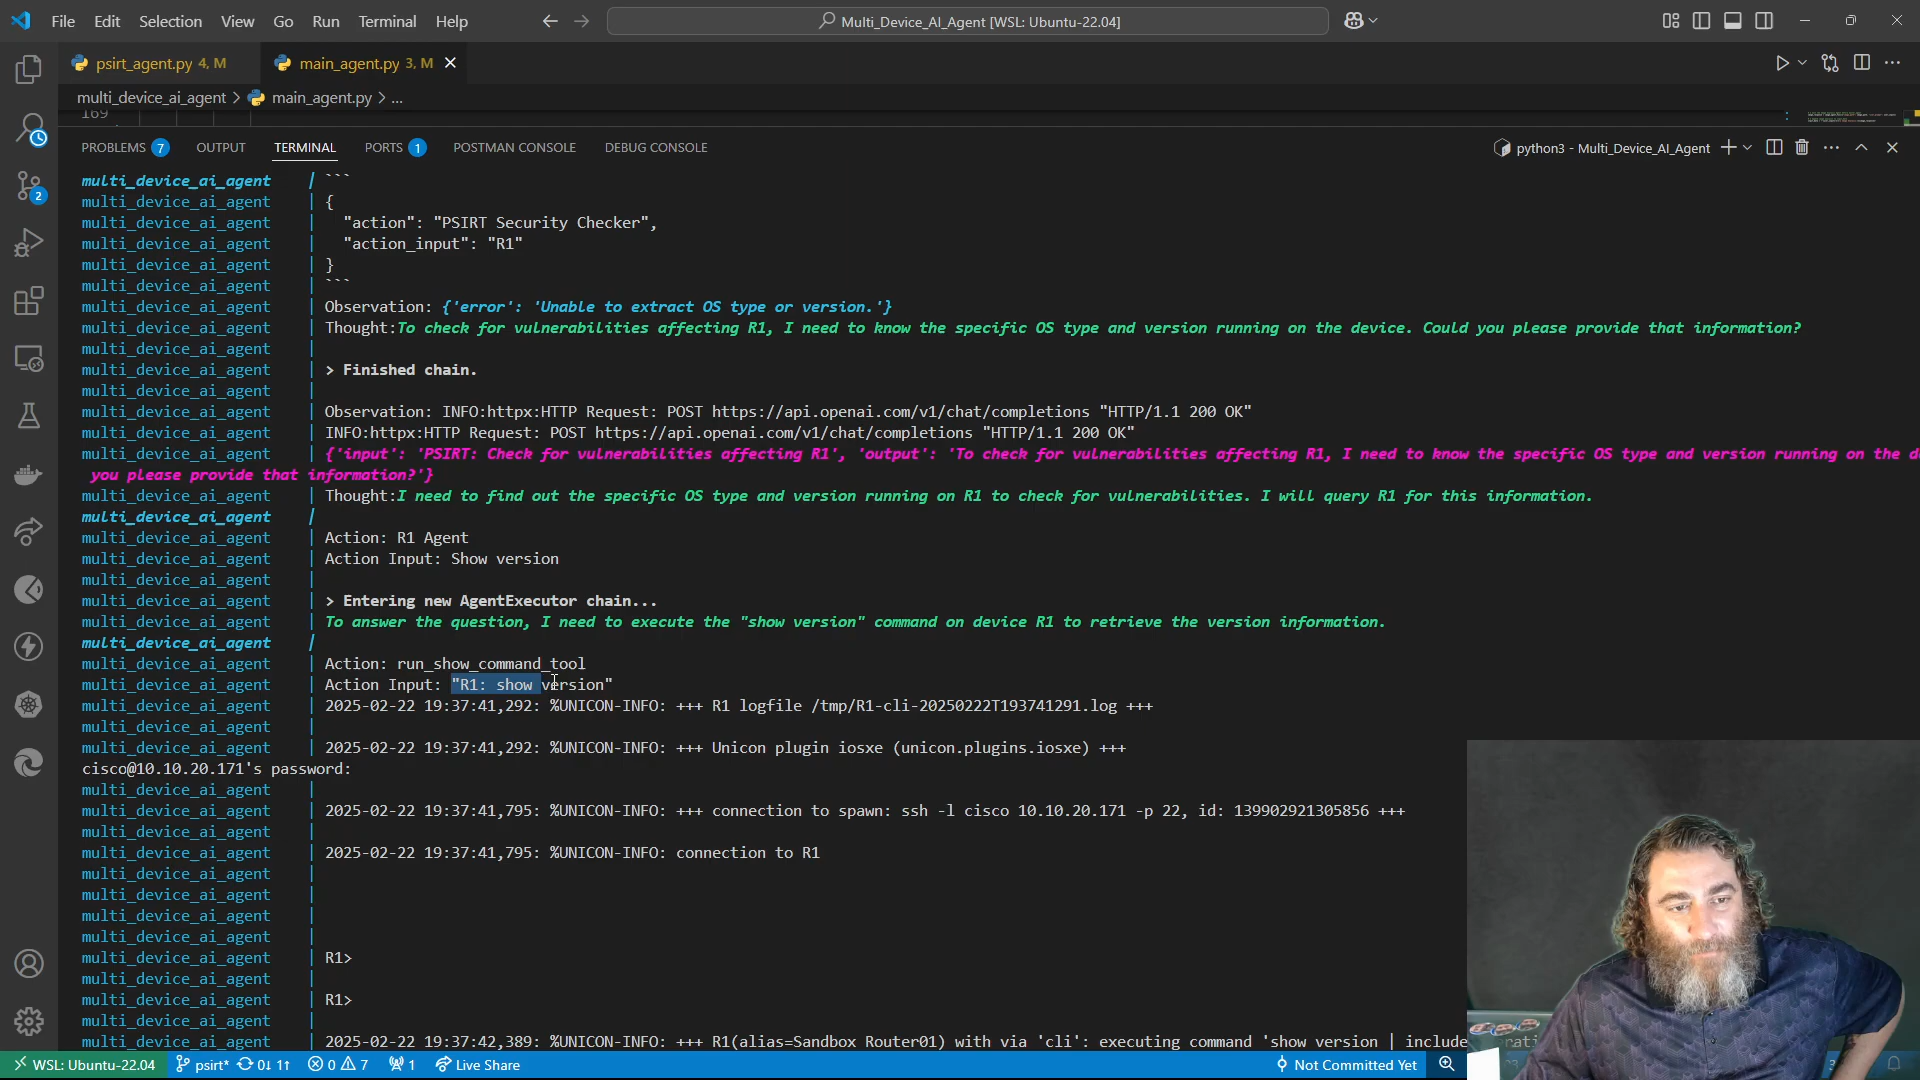 File Edit Selection View Go Run Terminal Help
Multi_Device_AI_Agent [WSL: Ubuntu-22.04]
psirt_agent.py 4, M
main_agent.py 3, M
multi_device_ai_agent > main_agent.py > ...
169
PROBLEMS 7 OUTPUT TERMINAL PORTS 1 POSTMAN CONSOLE DEBUG CONSOLE
python3 - Multi_Device_AI_Agent
multi_device_ai_agent | ```
multi_device_ai_agent | {
multi_device_ai_agent | "action": "PSIRT Security Checker",
multi_device_ai_agent | "action_input": "R1"
multi_device_ai_agent | }
multi_device_ai_agent | ```
multi_device_ai_agent | Observation: {'error': 'Unable to extract OS type or version.'}
multi_device_ai_agent | Thought:To check for vulnerabilities affecting R1, I need to know the specific OS type and version running on the device. Could you please provide that information?
multi_device_ai_agent |
multi_device_ai_agent | > Finished chain.
multi_device_ai_agent |
multi_device_ai_agent | Observation: INFO:httpx:HTTP Request: POST https://api.openai.com/v1/chat/completions "HTTP/1.1 200 OK"
multi_device_ai_agent | INFO:httpx:HTTP Request: POST https://api.openai.com/v1/chat/completions "HTTP/1.1 200 OK"
multi_device_ai_agent | {'input': 'PSIRT: Check for vulnerabilities affecting R1', 'output': 'To check for vulnerabilities affecting R1, I need to know the specific OS type and version running on the
you please provide that information?'}
multi_device_ai_agent | Thought:I need to find out the specific OS type and version running on R1 to check for vulnerabilities. I will query R1 for this information.
multi_device_ai_agent |
multi_device_ai_agent | Action: R1 Agent
multi_device_ai_agent | Action Input: Show version
multi_device_ai_agent |
multi_device_ai_agent | > Entering new AgentExecutor chain...
multi_device_ai_agent | To answer the question, I need to execute the "show version" command on device R1 to retrieve the version information.
multi_device_ai_agent |
multi_device_ai_agent | Action: run_show_command_tool
multi_device_ai_agent | Action Input: "R1: show version"
multi_device_ai_agent | 2025-02-22 19:37:41,292: %UNICON-INFO: +++ R1 logfile /tmp/R1-cli-20250222T193741291.log +++
multi_device_ai_agent |
multi_device_ai_agent | 2025-02-22 19:37:41,292: %UNICON-INFO: +++ Unicon plugin iosxe (unicon.plugins.iosxe) +++
cisco@10.10.20.171's password:
multi_device_ai_agent |
multi_device_ai_agent | 2025-02-22 19:37:41,795: %UNICON-INFO: +++ connection to spawn: ssh -l cisco 10.10.20.171 -p 22, id: 139902921305856 +++
multi_device_ai_agent |
multi_device_ai_agent | 2025-02-22 19:37:41,795: %UNICON-INFO: connection to R1
multi_device_ai_agent |
multi_device_ai_agent |
multi_device_ai_agent |
multi_device_ai_agent |
multi_device_ai_agent | R1>
multi_device_ai_agent |
multi_device_ai_agent | R1>
multi_device_ai_agent |
multi_device_ai_agent | 2025-02-22 19:37:42,389: %UNICON-INFO: +++ R1(alias=Sandbox Router01) with via 'cli': executing command 'show version | include
WSL: Ubuntu-22.04 psirt* 0↓ 1↑ 0 7 1 Live Share Not Committed Yet
2